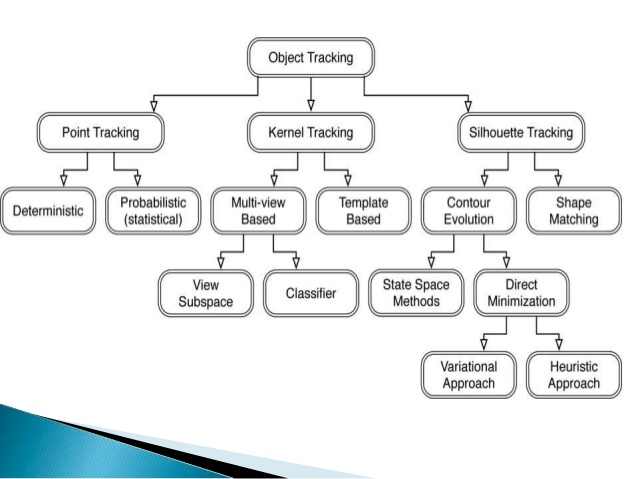 Object Tracking
Point Tracking
Kernel Tracking
Silhouette Tracking
Deterministic
Probabilistic
(statistical)
Multi-view
Based
Template
Based
Contour
Evolution
Shape
Matching
View
Subspace
Classifier
State Space
Methods
Direct
Minimization
Variational
Approach
Heuristic
Approach